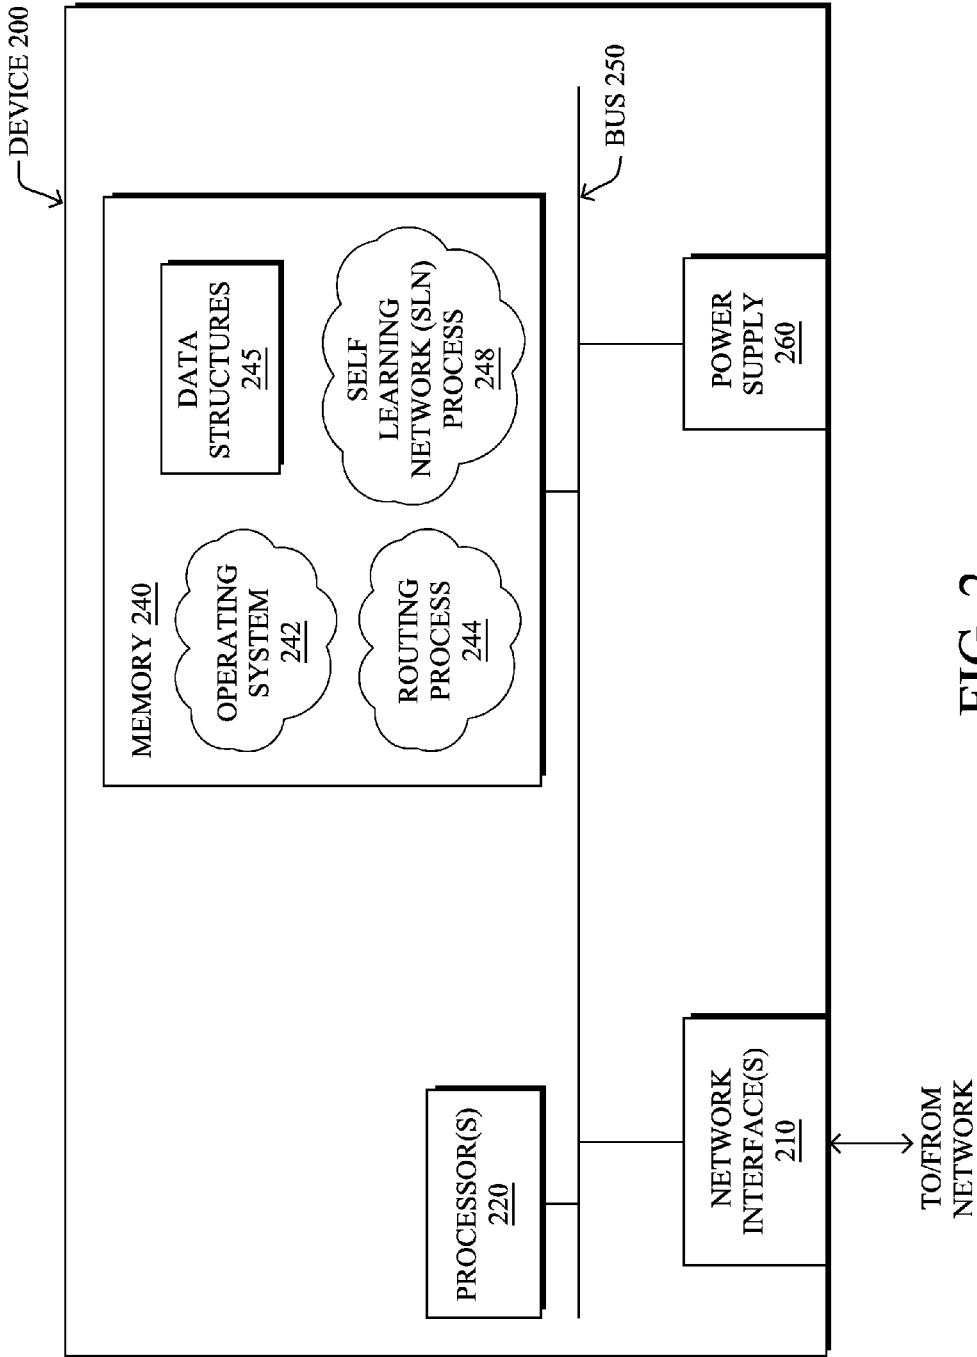 DEVICE 200
MEMORY 240
OPERATING
SYSTEM
242
DATA
STRUCTURES
245
ROUTING
PROCESS
244
SELF
LEARNING
NETWORK (SLN)
PROCESS
248
PROCESSOR(S)
220
BUS 250
NETWORK
INTERFACE(S)
210
POWER
SUPPLY
260
TO/FROM
NETWORK
FIG. 2